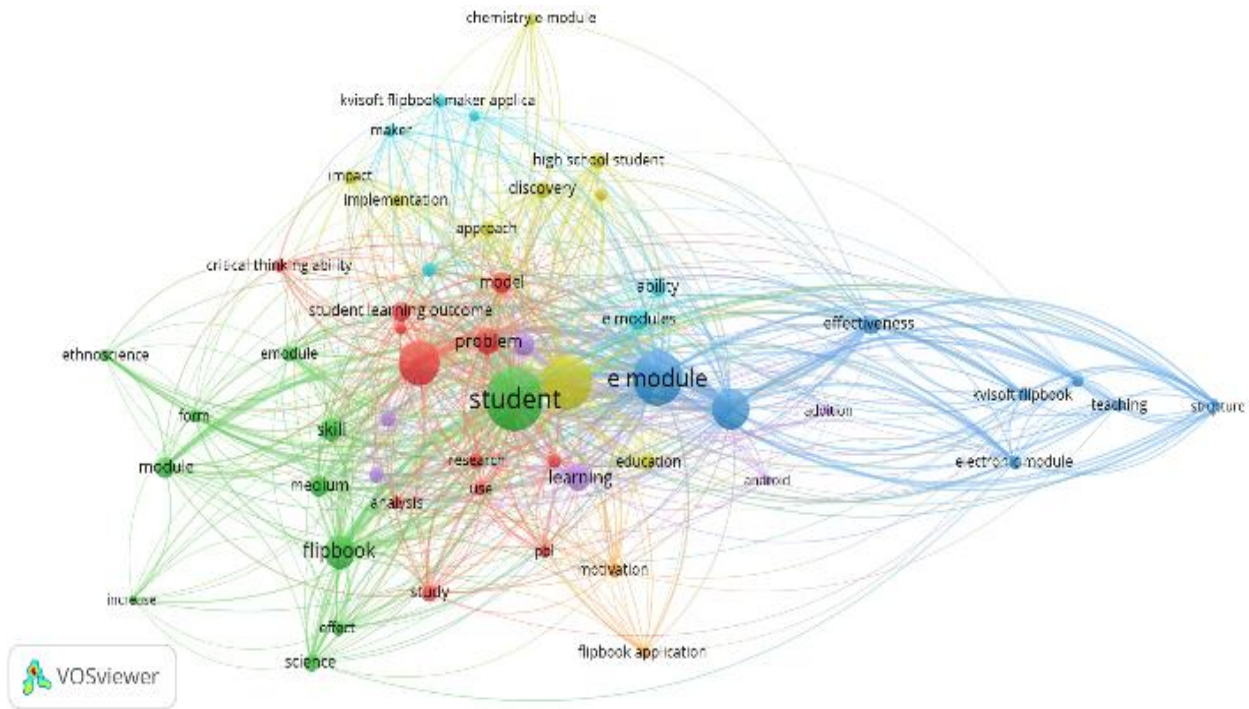 chemistry e module
kvisoft flipbook maker applica
maker
high school student
impact
discovery
implementation
approach
critical thinking ability
model
ability
student learning outcome
e modules
effectiveness
problem
ethnoscience
emodule
e module
student
kvisoft flipbook
teaching
structure
form
addition
skill
module
research
education
electronic module
learning
android
medium
use
analysis
flipbook
ppl
motivation
study
increase
effect
flipbook application
science
VOSviewer